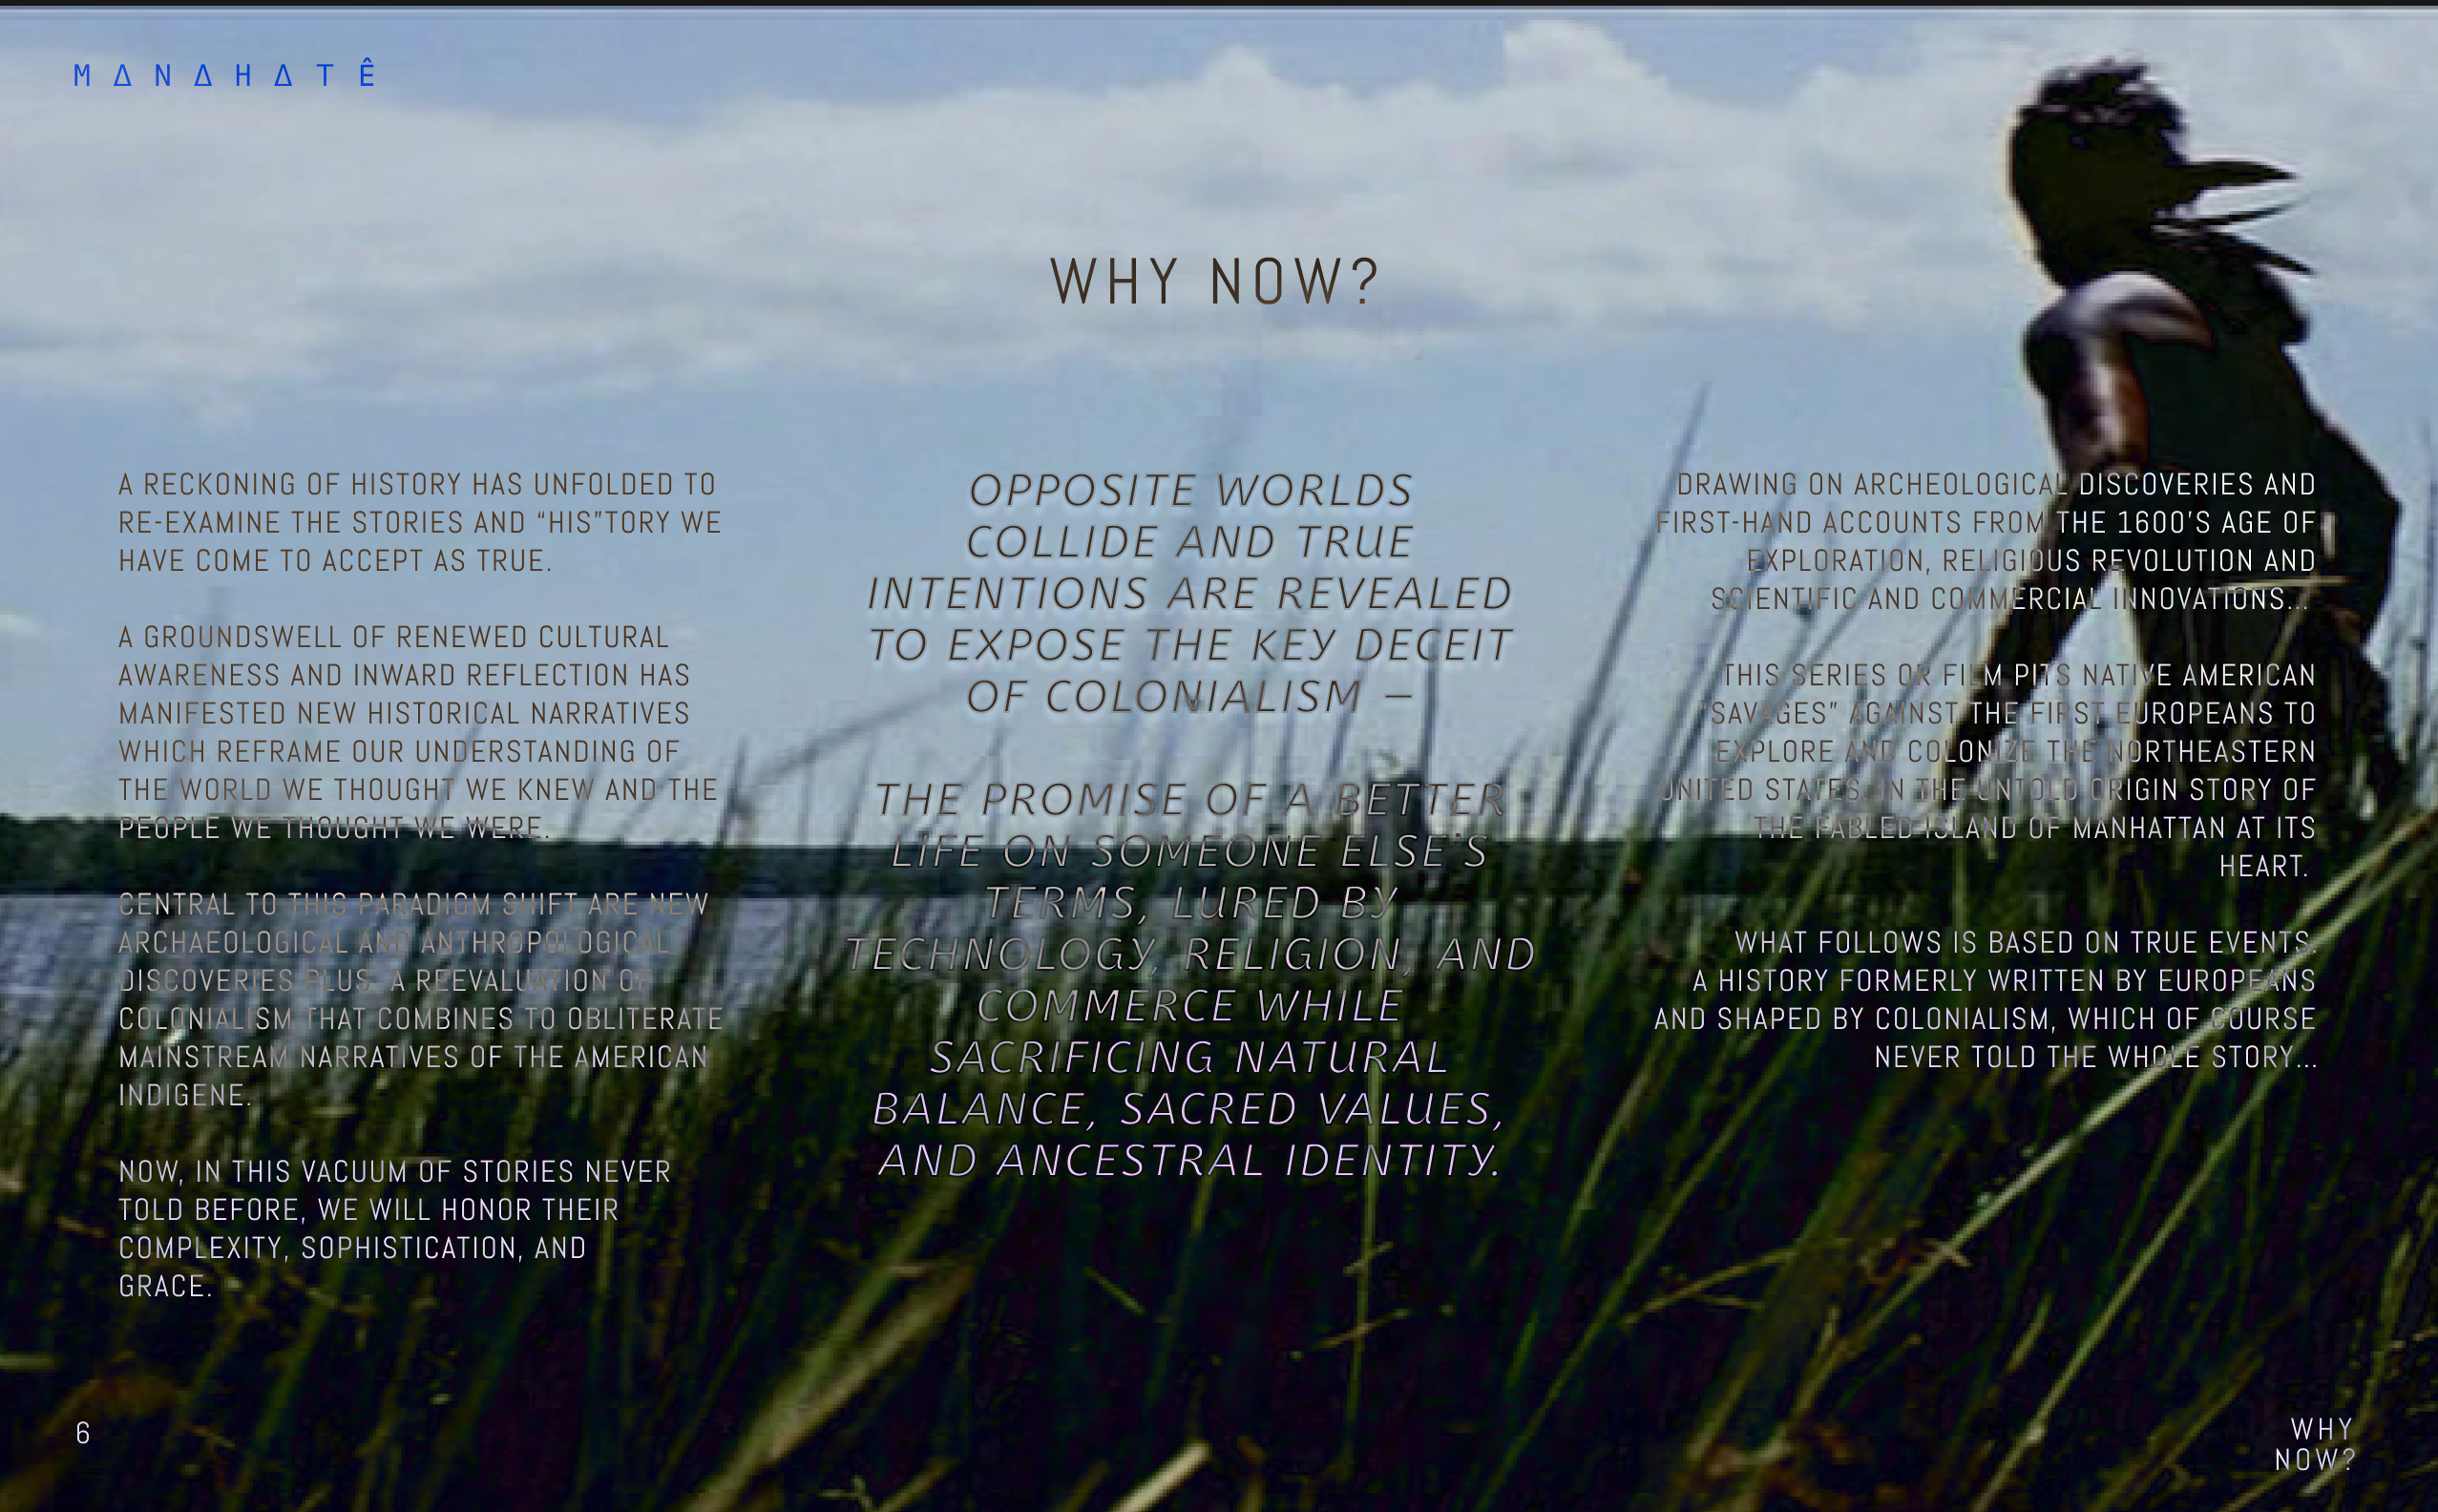 M Δ N Δ H Δ T Ê
WHY NOW?
A RECKONING OF HISTORY HAS UNFOLDED TO
RE-EXAMINE THE STORIES AND “HIS”TORY WE
HAVE COME TO ACCEPT AS TRUE.
A GROUNDSWELL OF RENEWED CULTURAL
AWARENESS AND INWARD REFLECTION HAS
MANIFESTED NEW HISTORICAL NARRATIVES
WHICH REFRAME OUR UNDERSTANDING OF
THE WORLD WE THOUGHT WE KNEW AND THE
PEOPLE WE THOUGHT WE WERE.
CENTRAL TO THIS PARADIGM SHIFT ARE NEW
ARCHAEOLOGICAL AND ANTHROPOLOGICAL
DISCOVERIES PLUS A REEVALUATION OF
COLONIALISM THAT COMBINES TO OBLITERATE
MAINSTREAM NARRATIVES OF THE AMERICAN
INDIGENE.
NOW, IN THIS VACUUM OF STORIES NEVER
TOLD BEFORE, WE WILL HONOR THEIR
COMPLEXITY, SOPHISTICATION, AND
GRACE.
OPPOSITE WORLDS
COLLIDE AND TRUE
INTENTIONS ARE REVEALED
TO EXPOSE THE KEY DECEIT
OF COLONIALISM –
THE PROMISE OF A BETTER
LIFE ON SOMEONE ELSE'S
TERMS, LURED BY
TECHNOLOGY, RELIGION, AND
COMMERCE WHILE
SACRIFICING NATURAL
BALANCE, SACRED VALUES,
AND ANCESTRAL IDENTITY.
DRAWING ON ARCHEOLOGICAL DISCOVERIES AND
FIRST-HAND ACCOUNTS FROM THE 1600'S AGE OF
EXPLORATION, RELIGIOUS REVOLUTION AND
SCIENTIFIC AND COMMERCIAL INNOVATIONS...
THIS SERIES OR FILM PITS NATIVE AMERICAN
“SAVAGES” AGAINST THE FIRST EUROPEANS TO
EXPLORE AND COLONIZE THE NORTHEASTERN
UNITED STATES IN THE UNTOLD ORIGIN STORY OF
THE FABLED ISLAND OF MANHATTAN AT ITS
HEART.
WHAT FOLLOWS IS BASED ON TRUE EVENTS.
A HISTORY FORMERLY WRITTEN BY EUROPEANS
AND SHAPED BY COLONIALISM, WHICH OF COURSE
NEVER TOLD THE WHOLE STORY...
6
WHY
NOW?